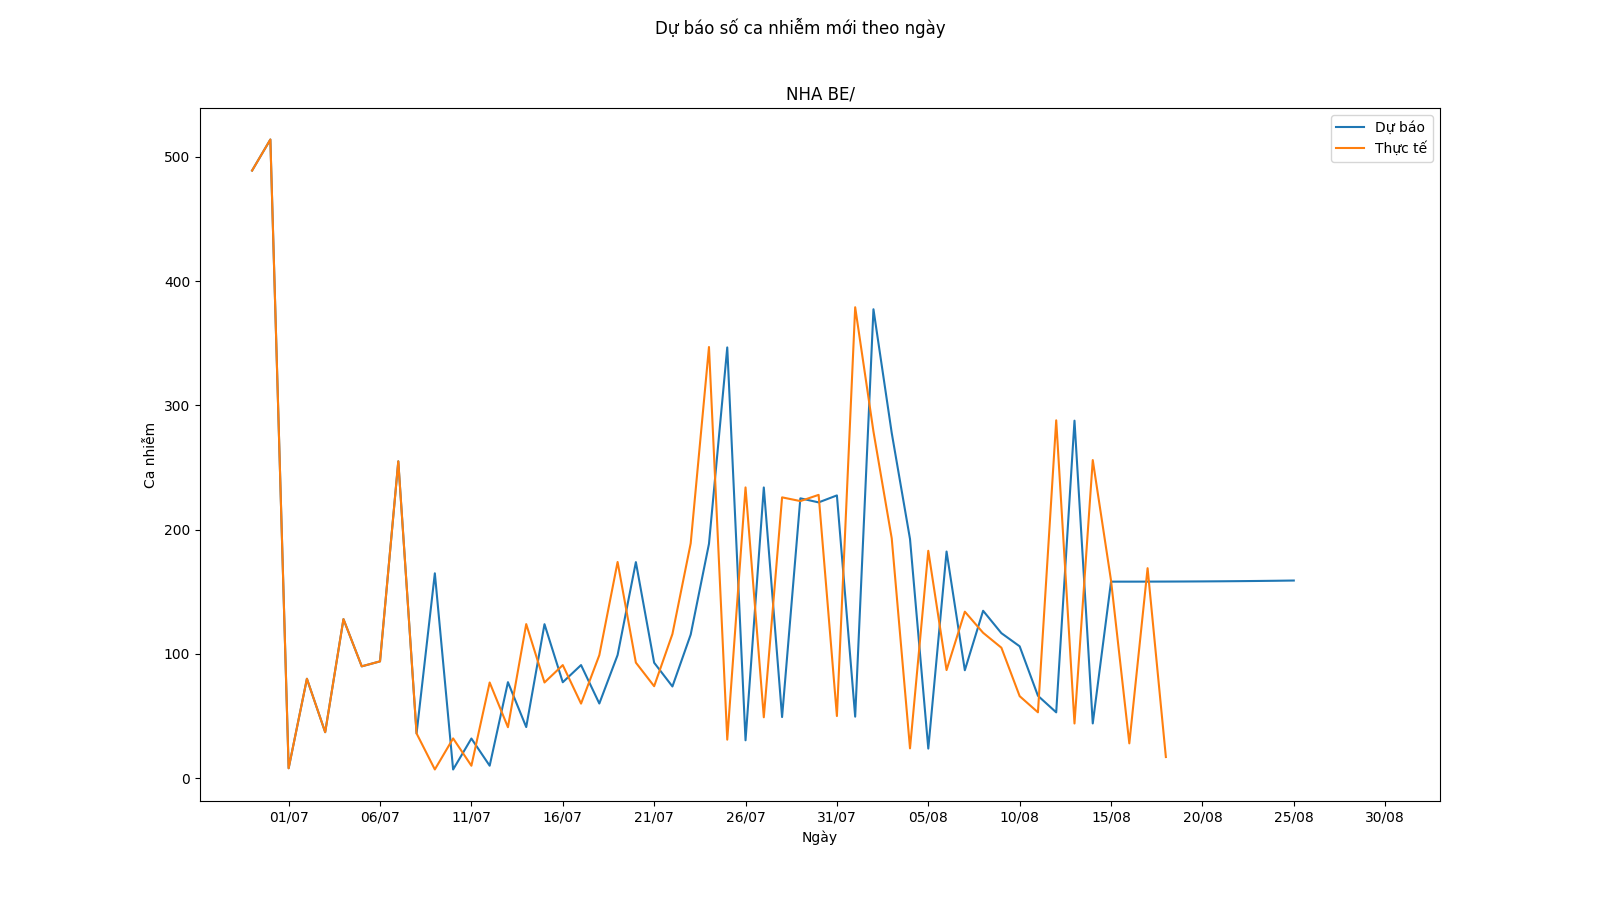 Dự báo số ca nhiễm mới theo ngày
NHA BE/
Dự báo
Thực tế
500
400
300
200
100
0
Ca nhiễm
01/07 06/07 11/07 16/07 21/07 26/07 31/07 05/08 10/08 15/08 20/08 25/08 30/08
Ngày